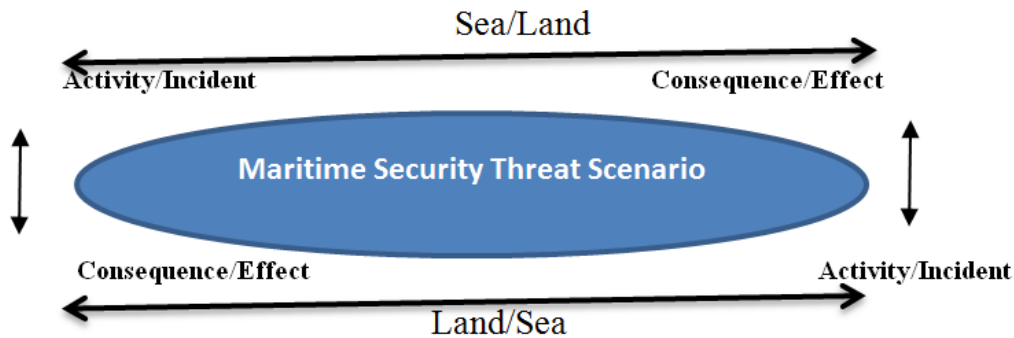 Sea/Land
Activity/Incident
Consequence/Effect
Maritime Security Threat Scenario
Consequence/Effect
Activity/Incident
Land/Sea